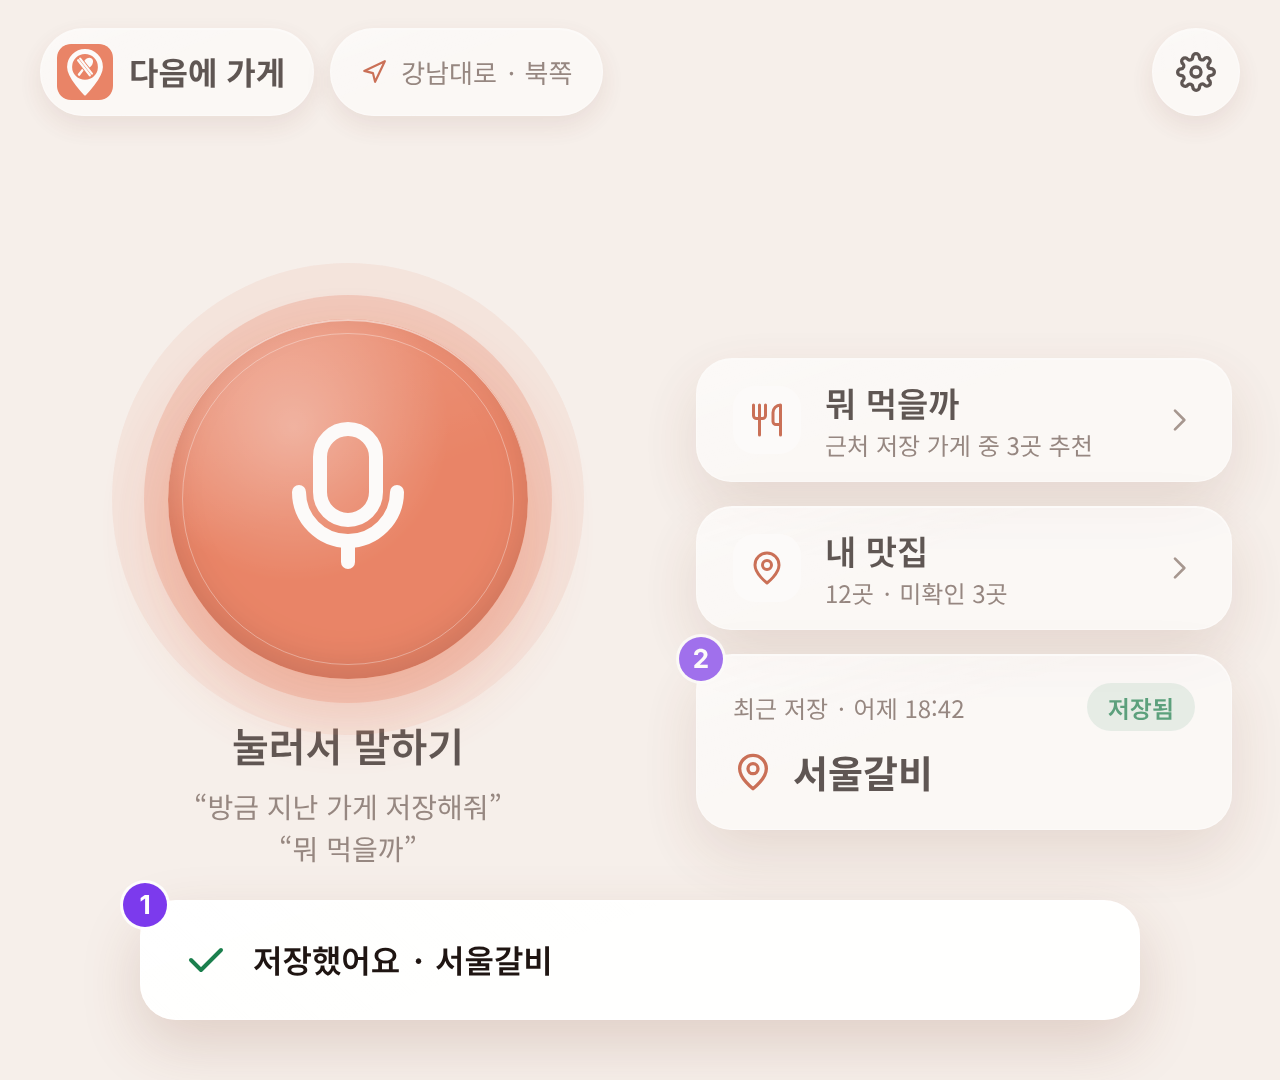 다음에 가게
강남대로 · 북쪽
눌러서 말하기
“방금 지난 가게 저장해줘”
“뭐 먹을까”
뭐 먹을까
근처 저장 가게 중 3곳 추천
내 맛집
12곳 · 미확인 3곳
2
최근 저장 · 어제 18:42
저장됨
서울갈비
1
저장했어요 · 서울갈비